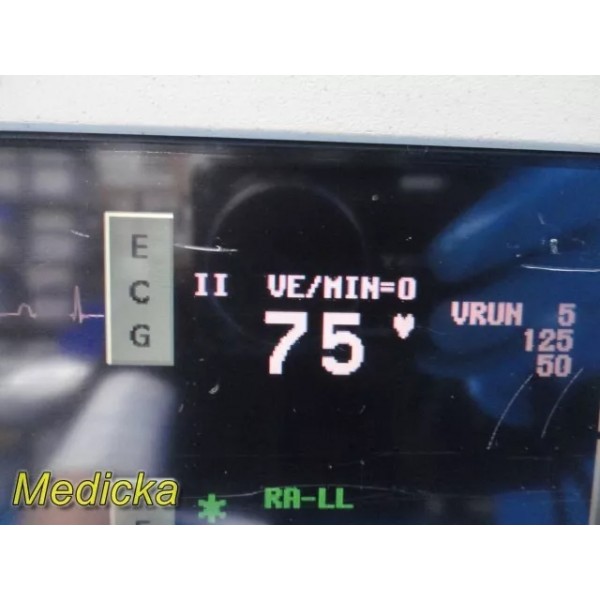 E
C
G
II VE/MIN=0
75
VRUN 5
125
50
Medicka
RA-LL